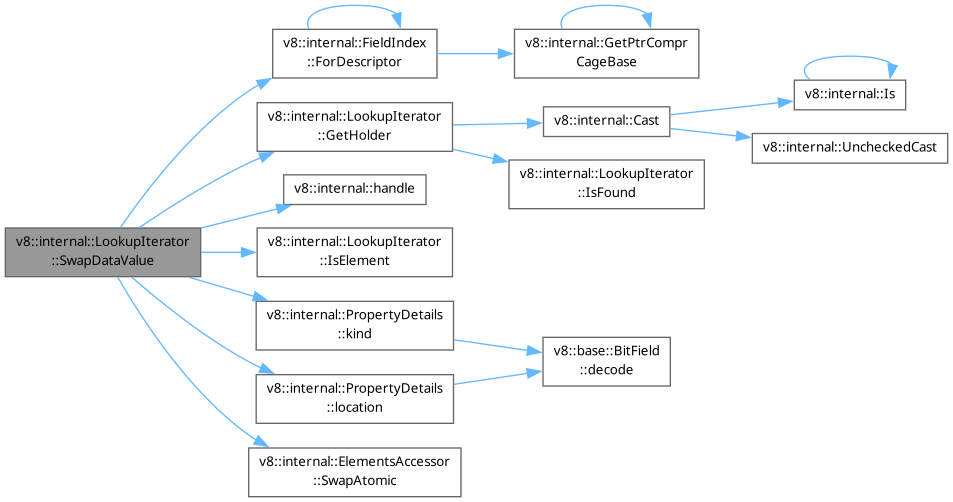 v8::internal::FieldIndex
::ForDescriptor
v8::internal::GetPtrCompr
CageBase
v8::internal::Is
v8::internal::LookupIterator
::GetHolder
v8::internal::Cast
v8::internal::UncheckedCast
v8::internal::LookupIterator
::IsFound
v8::internal::handle
v8::internal::LookupIterator
::SwapDataValue
v8::internal::LookupIterator
::IsElement
v8::internal::PropertyDetails
::kind
v8::base::BitField
::decode
v8::internal::PropertyDetails
::location
v8::internal::ElementsAccessor
::SwapAtomic